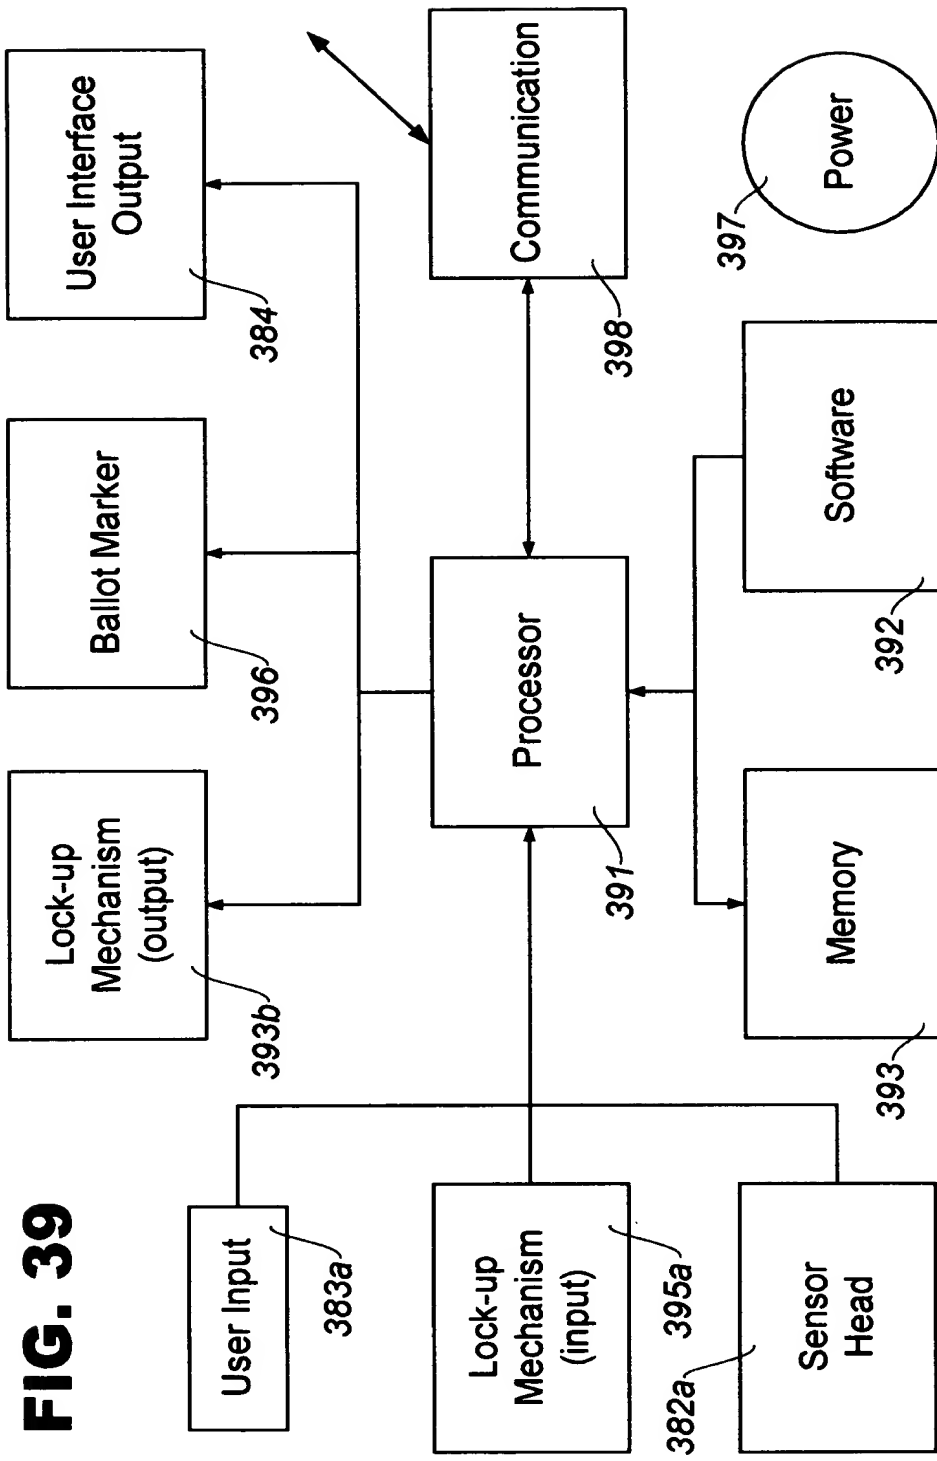 FIG. 39
User Input
383a
Lock-up
Mechanism
(input)
395a
Sensor
Head
382a
Lock-up
Mechanism
(output)
393b
Ballot Marker
396
User Interface
Output
384
Processor
391
Communication
398
Memory
393
Software
392
Power
397